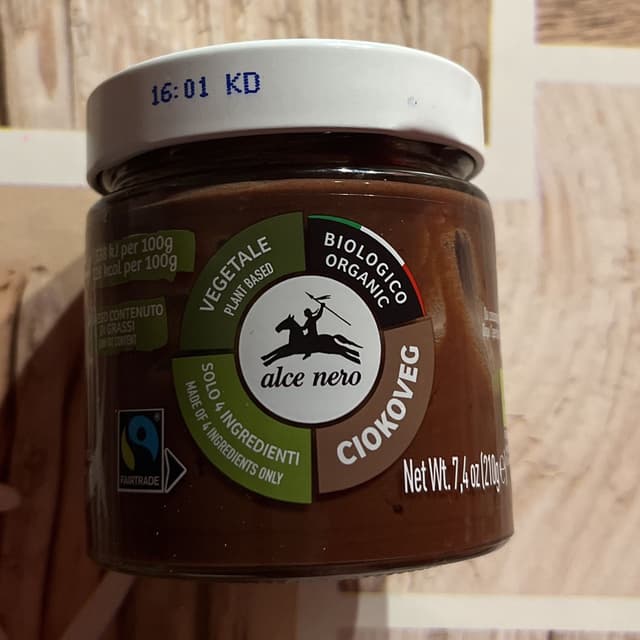 16:01 KD
kJ per 100g
kcal per 100g
CONTENUTO
IN GRASSI
VEGETALE
PLANT BASED
BIOLOGICO
ORGANIC
alce nero
SOLO 4 INGREDIENTI
MADE OF 4 INGREDIENTS ONLY
CIOKOVEG
FAIRTRADE
Net Wt. 7,4 oz (210g